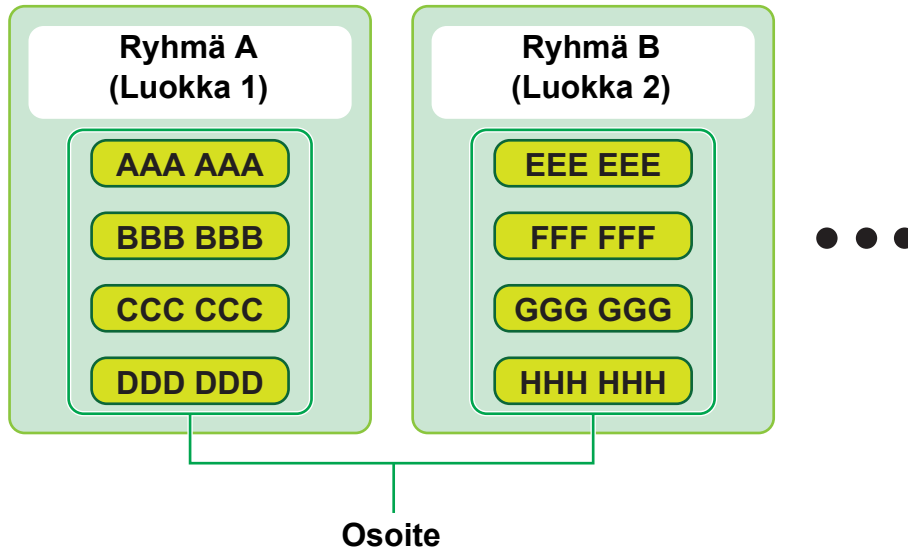 Ryhmä A
(Luokka 1)
AAA AAA
BBB BBB
CCC CCC
DDD DDD
Ryhmä B
(Luokka 2)
EEE EEE
FFF FFF
GGG GGG
HHH HHH
Osoite